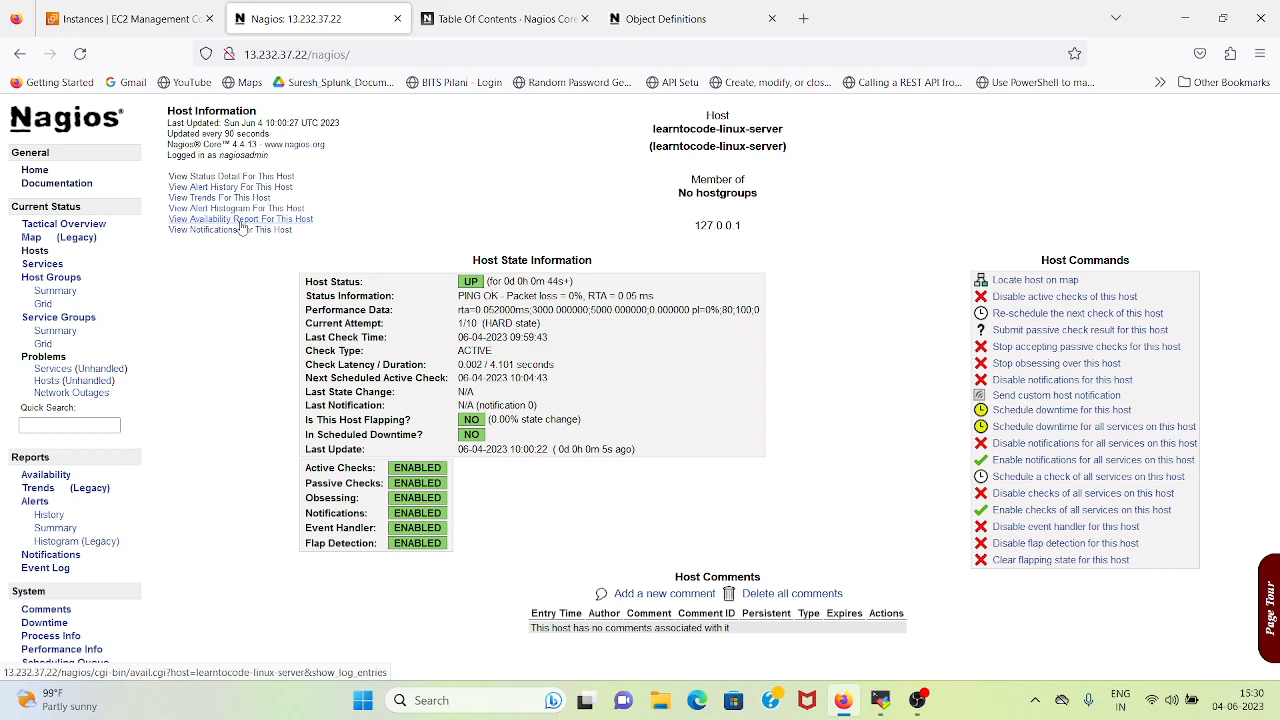 Instances | EC2 Management Co
Nagios: 13.232.37.22
Table Of Contents · Nagios Core
Object Definitions
13.232.37.22/nagios/
Getting Started
Gmail
YouTube
Maps
Suresh_Splunk_Docum...
BITS Pilani - Login
Random Password Ge...
API Setu
Create, modify, or clos...
Calling a REST API fro...
Use PowerShell to ma...
Other Bookmarks
Nagios®
General
Home
Documentation
Current Status
Tactical Overview
Map (Legacy)
Hosts
Services
Host Groups
Summary
Grid
Service Groups
Summary
Grid
Problems
Services (Unhandled)
Hosts (Unhandled)
Network Outages
Quick Search:
Reports
Availability
Trends (Legacy)
Alerts
History
Summary
Histogram (Legacy)
Notifications
Event Log
System
Comments
Downtime
Process Info
Performance Info
Scheduling Queue
Host Information
Last Updated: Sun Jun 4 10:00:27 UTC 2023
Updated every 90 seconds
Nagios® Core™ 4.4.13 - www.nagios.org
Logged in as nagiosadmin
View Status Detail For This Host
View Alert History For This Host
View Trends For This Host
View Alert Histogram For This Host
View Availability Report For This Host
View Notifications For This Host
Host
learntocode-linux-server
(learntocode-linux-server)
Member of
No hostgroups
127.0.0.1
Host State Information
Host Status: UP (for 0d 0h 0m 44s+)
Status Information: PING OK - Packet loss = 0%, RTA = 0.05 ms
Performance Data: rta=0.052000ms;3000.000000;5000.000000;0.000000 pl=0%;80;100;0
Current Attempt: 1/10 (HARD state)
Last Check Time: 06-04-2023 09:59:43
Check Type: ACTIVE
Check Latency / Duration: 0.002 / 4.101 seconds
Next Scheduled Active Check: 06-04-2023 10:04:43
Last State Change: N/A
Last Notification: N/A (notification 0)
Is This Host Flapping? NO (0.00% state change)
In Scheduled Downtime? NO
Last Update: 06-04-2023 10:00:22 ( 0d 0h 0m 5s ago)
Active Checks: ENABLED
Passive Checks: ENABLED
Obsessing: ENABLED
Notifications: ENABLED
Event Handler: ENABLED
Flap Detection: ENABLED
Host Commands
Locate host on map
Disable active checks of this host
Re-schedule the next check of this host
Submit passive check result for this host
Stop accepting passive checks for this host
Stop obsessing over this host
Disable notifications for this host
Send custom host notification
Schedule downtime for this host
Schedule downtime for all services on this host
Disable notifications for all services on this host
Enable notifications for all services on this host
Schedule a check of all services on this host
Disable checks of all services on this host
Enable checks of all services on this host
Disable event handler for this host
Disable flap detection for this host
Clear flapping state for this host
Host Comments
Add a new comment Delete all comments
Entry Time Author Comment Comment ID Persistent Type Expires Actions
This host has no comments associated with it
Page Tour
13.232.37.22/nagios/cgi-bin/avail.cgi?host=learntocode-linux-server&show_log_entries
99°F
Partly sunny
Search
ENG
IN
15:30
04-06-2023